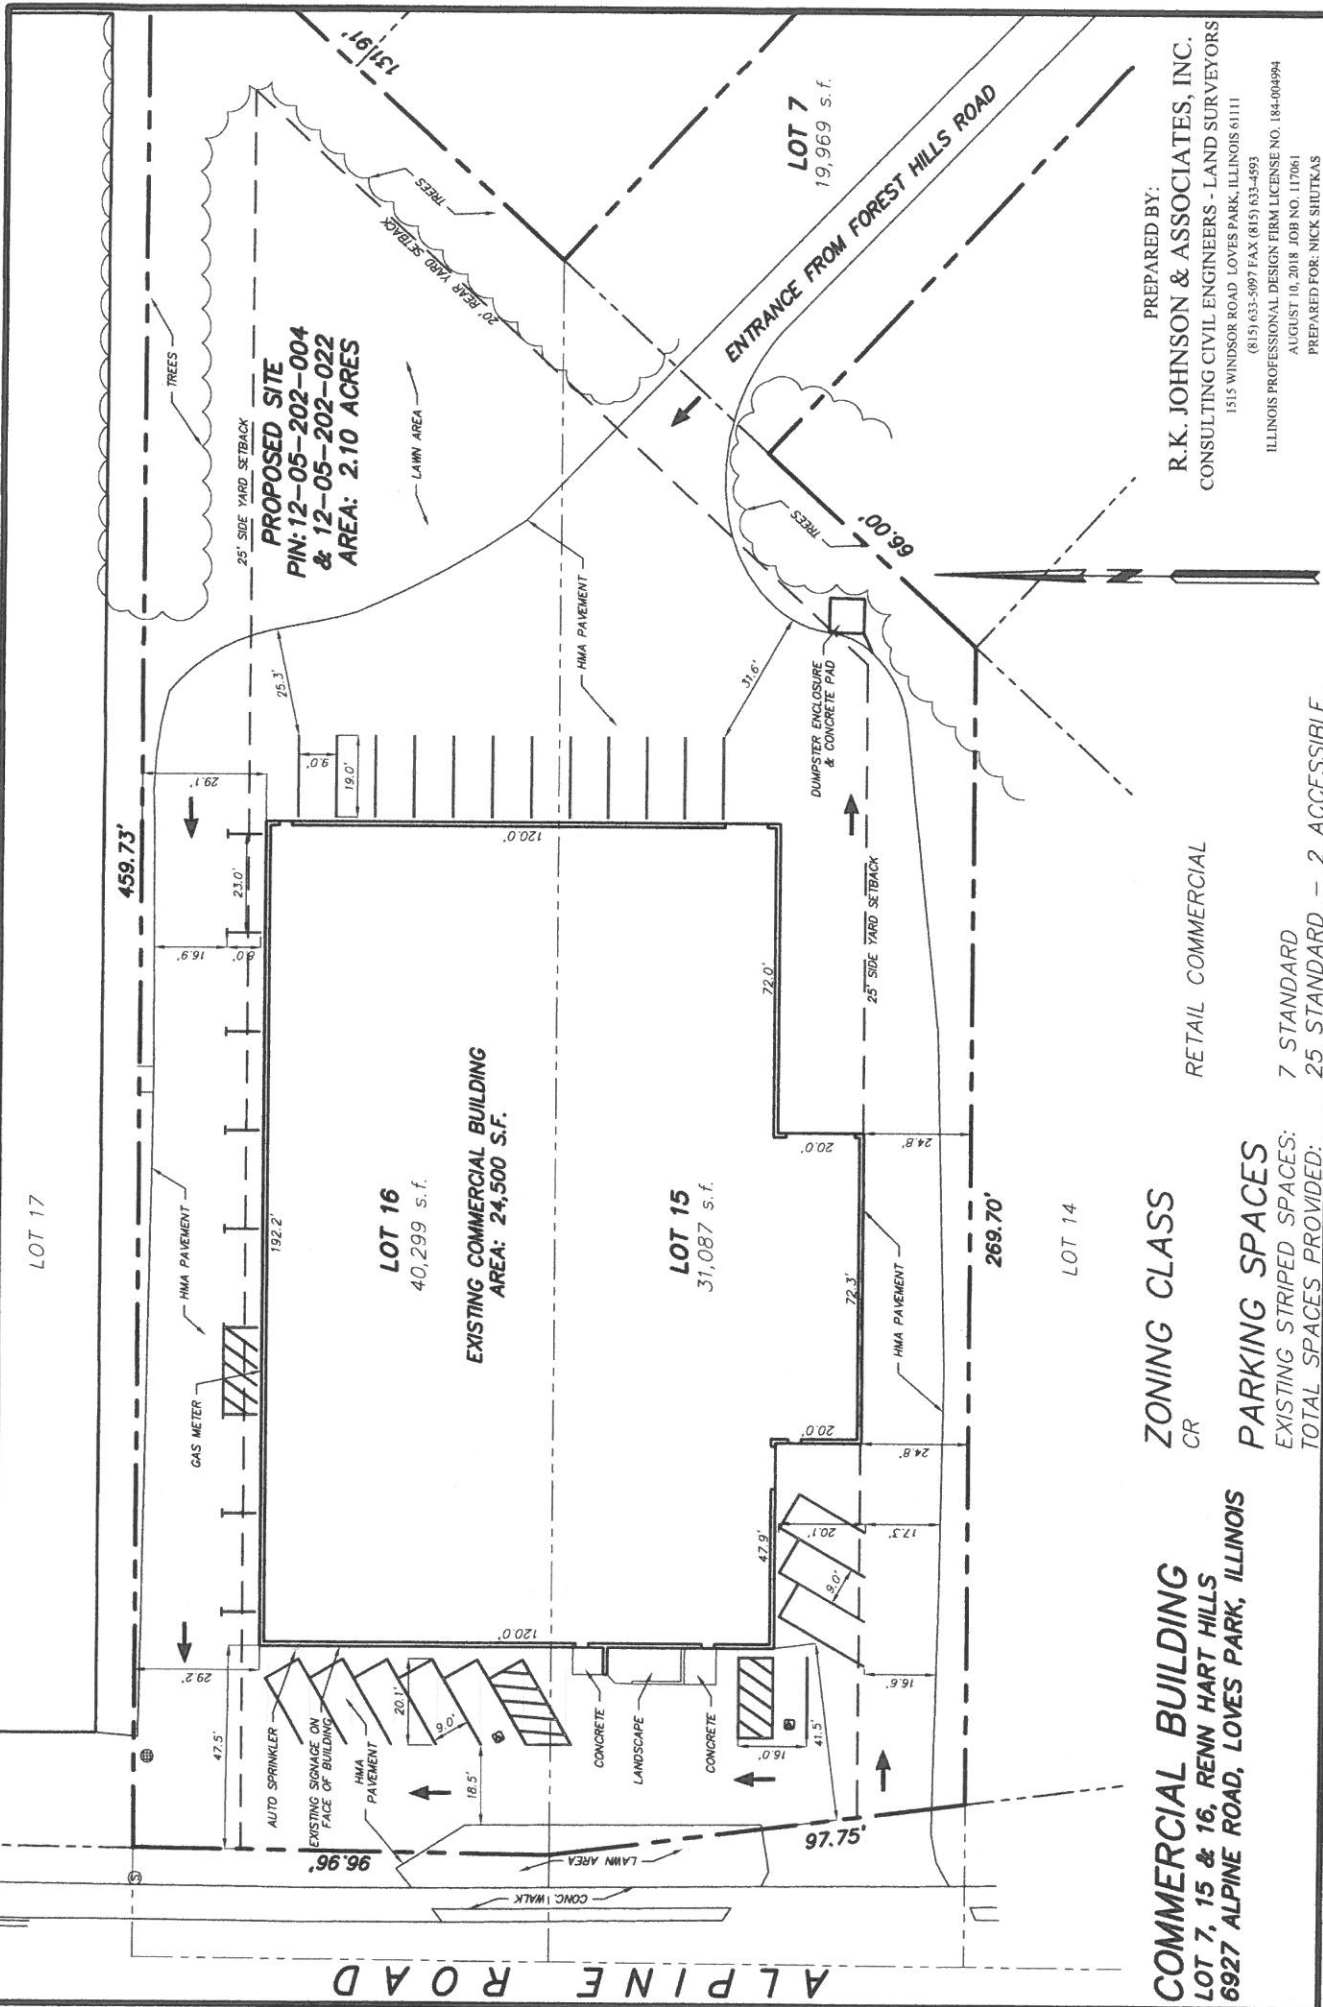 LOT 17
459.73'
131.91'
TREES
25' SIDE YARD SETBACK
PROPOSED SITE
PIN: 12-05-202-004
& 12-05-202-022
AREA: 2.10 ACRES
TREES
20' REAR YARD SETBACK
LAWN AREA
LOT 7
19,969 s.f.
ENTRANCE FROM FOREST HILLS ROAD
HMA PAVEMENT
GAS METER
29.2'
47.5'
16.9'
8.0'
23.0'
29.1'
25.3'
192.2'
9.0'
19.0'
HMA PAVEMENT
120.0'
LOT 16
40,299 s.f.
EXISTING COMMERCIAL BUILDING
AREA: 24,500 S.F.
LOT 15
31,087 s.f.
120.0'
AUTO SPRINKLER
EXISTING SIGNAGE ON
FACE OF BUILDING
HMA
PAVEMENT
20.1'
9.0'
18.5'
CONCRETE
LANDSCAPE
CONCRETE
16.0'
41.5'
96.96'
LAWN AREA
97.75'
CONC. WALK
ALPINE ROAD
S
47.9'
20.0'
72.3'
20.0'
72.0'
20.1'
9.0'
17.3'
16.6'
24.8'
24.8'
HMA PAVEMENT
25' SIDE YARD SETBACK
31.6'
DUMPSTER ENCLOSURE
& CONCRETE PAD
TREES
66.00'
269.70'
LOT 14
N
COMMERCIAL BUILDING
LOT 7, 15 & 16, RENN HART HILLS
6927 ALPINE ROAD, LOVES PARK, ILLINOIS
ZONING CLASS
CR RETAIL COMMERCIAL
PARKING SPACES
EXISTING STRIPED SPACES: 7 STANDARD
TOTAL SPACES PROVIDED: 25 STANDARD - 2 ACCESSIBLE
PREPARED BY:
R.K. JOHNSON & ASSOCIATES, INC.
CONSULTING CIVIL ENGINEERS - LAND SURVEYORS
1515 WINDSOR ROAD LOVES PARK, ILLINOIS 61111
(815) 633-5097 FAX (815) 633-4593
ILLINOIS PROFESSIONAL DESIGN FIRM LICENSE NO. 184-004994
AUGUST 10, 2018 JOB NO. 117061
PREPARED FOR: NICK SHUTKAS